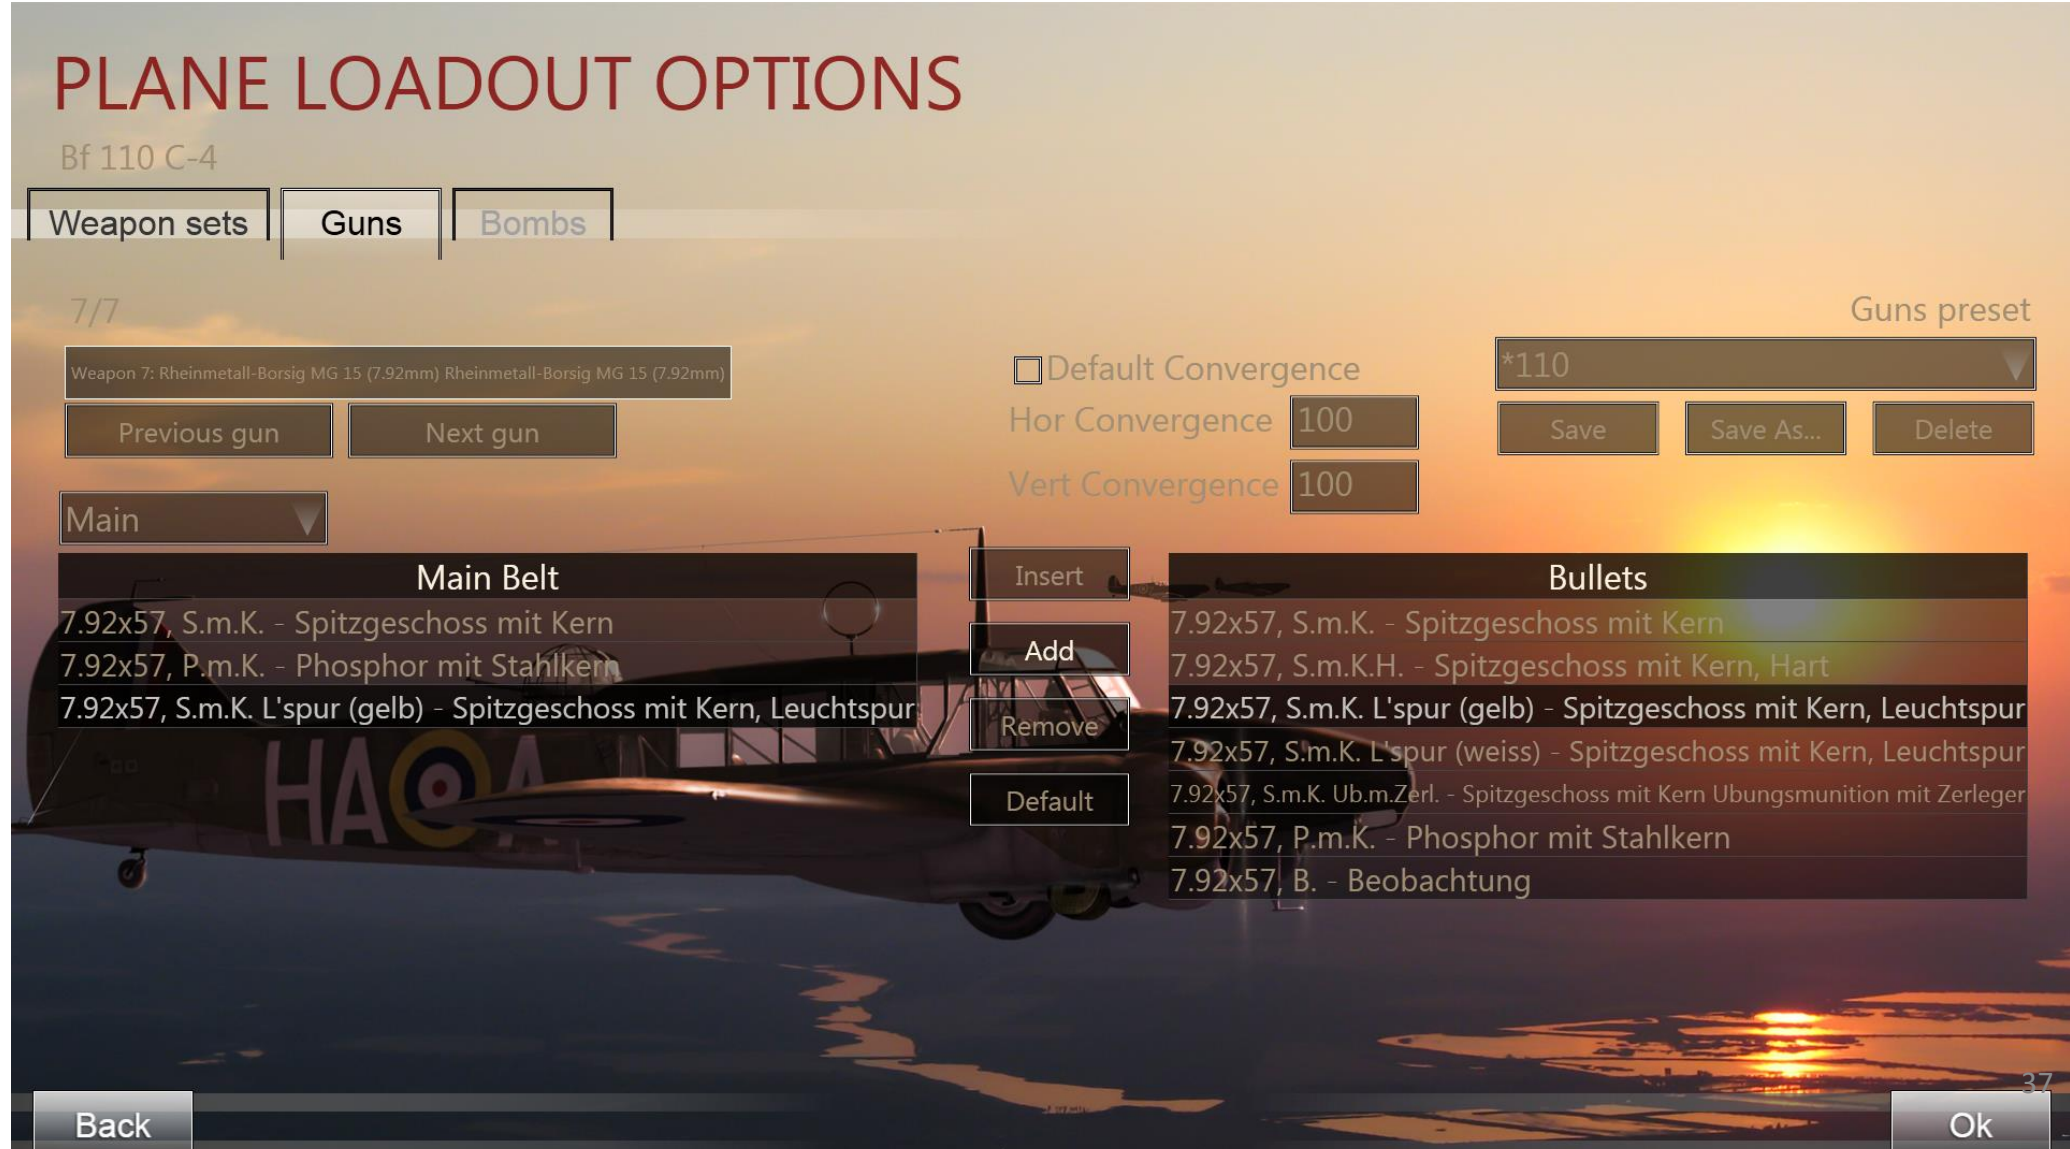 PLANE LOADOUT OPTIONS
Bf 110 C-4
Weapon sets
Guns
Bombs
7/7
Guns preset
Weapon 7: Rheinmetall-Borsig MG 15 (7.92mm) Rheinmetall-Borsig MG 15 (7.92mm)
Default Convergence
*110
Previous gun
Next gun
Hor Convergence 100
Save
Save As...
Delete
Vert Convergence 100
Main
Main Belt
7.92x57, S.m.K. - Spitzgeschoss mit Kern
7.92x57, P.m.K. - Phosphor mit Stahlkern
7.92x57, S.m.K. L'spur (gelb) - Spitzgeschoss mit Kern, Leuchtspur
Insert
Add
Remove
Default
Bullets
7.92x57, S.m.K. - Spitzgeschoss mit Kern
7.92x57, S.m.K.H. - Spitzgeschoss mit Kern, Hart
7.92x57, S.m.K. L'spur (gelb) - Spitzgeschoss mit Kern, Leuchtspur
7.92x57, S.m.K. L'spur (weiss) - Spitzgeschoss mit Kern, Leuchtspur
7.92x57, S.m.K. Ub.m.Zerl. - Spitzgeschoss mit Kern Ubungsmunition mit Zerleger
7.92x57, P.m.K. - Phosphor mit Stahlkern
7.92x57, B. - Beobachtung
HA A
37
Back
Ok